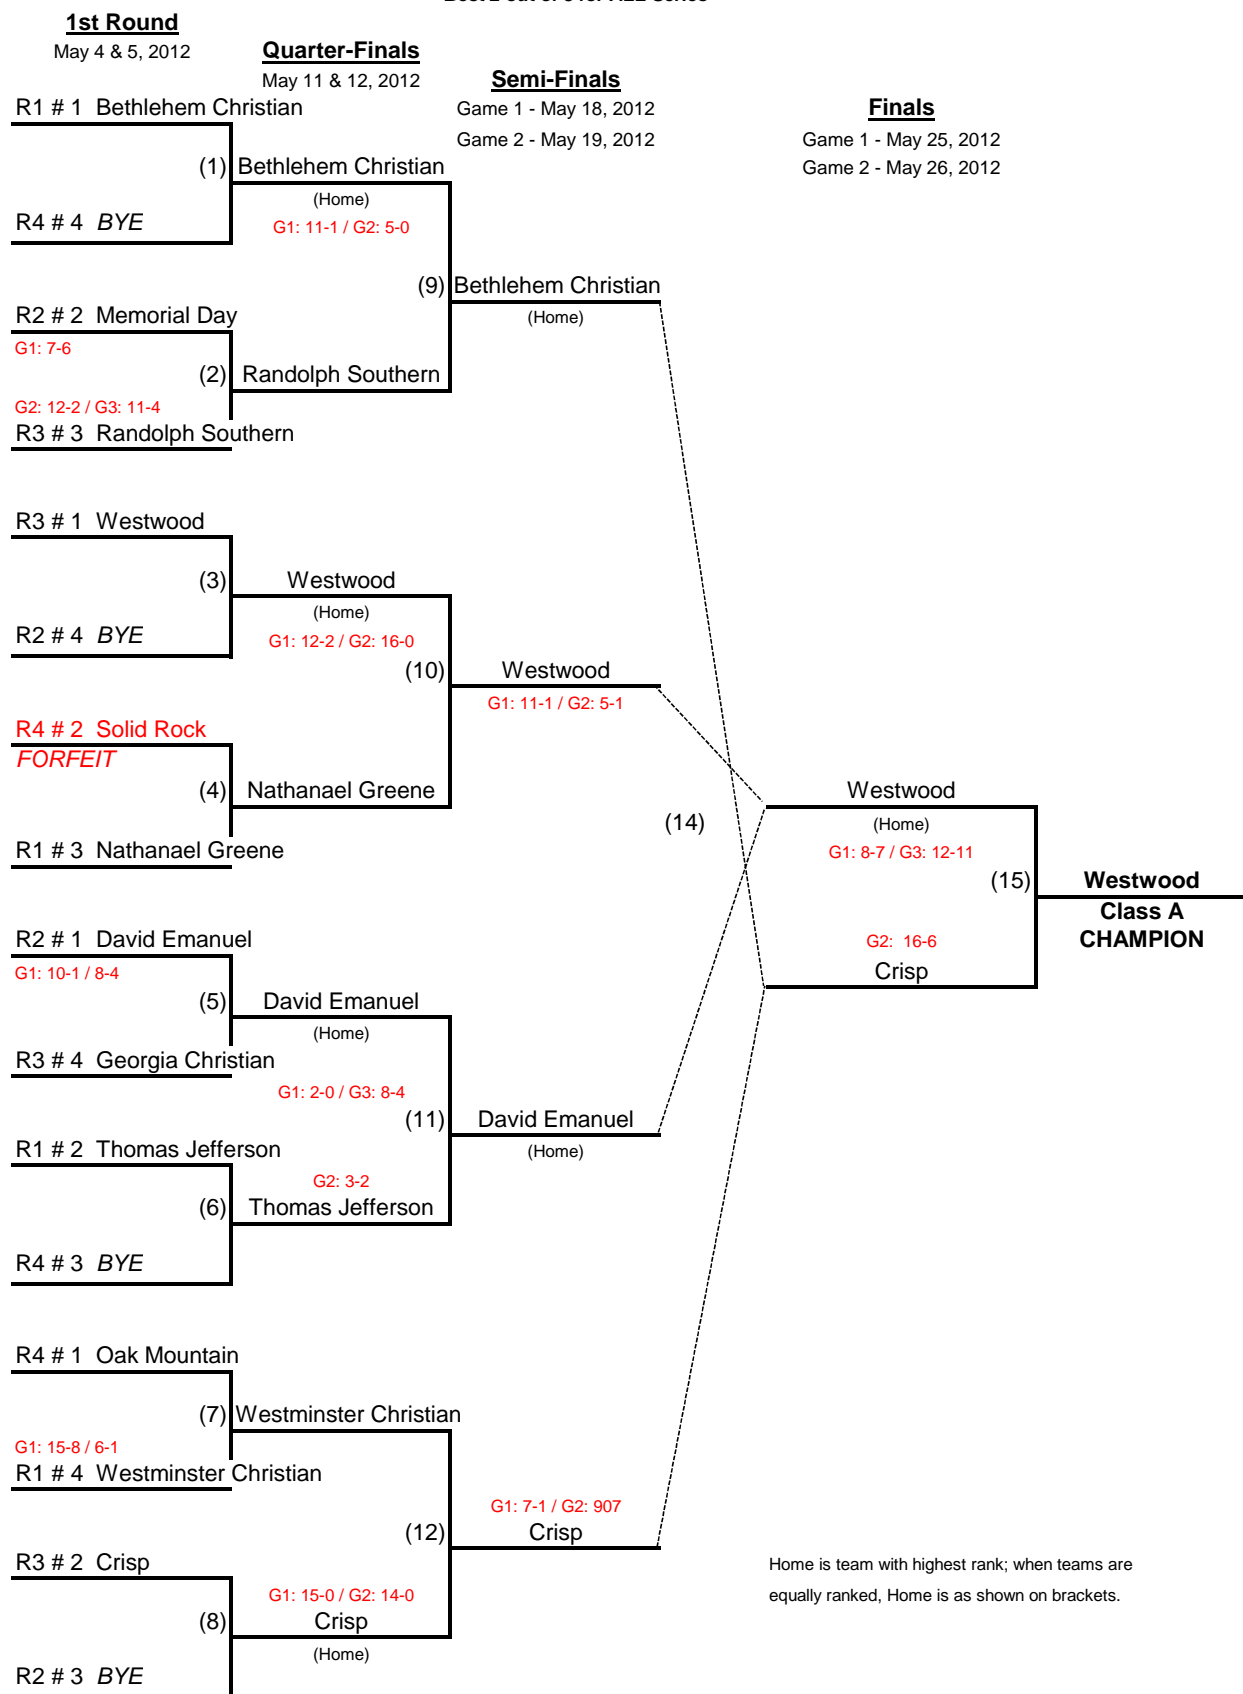 Best 2 out of 3 for ALL Series
1st Round
May 4 & 5, 2012
Quarter-Finals
May 11 & 12, 2012
Semi-Finals
Game 1 - May 18, 2012
Game 2 - May 19, 2012
Finals
Game 1 - May 25, 2012
Game 2 - May 26, 2012
R1 # 1 Bethlehem Christian
(1) Bethlehem Christian
(Home)
R4 # 4 BYE
G1: 11-1 / G2: 5-0
(9) Bethlehem Christian
(Home)
R2 # 2 Memorial Day
G1: 7-6
(2) Randolph Southern
G2: 12-2 / G3: 11-4
R3 # 3 Randolph Southern
R3 # 1 Westwood
(3) Westwood
(Home)
R2 # 4 BYE
G1: 12-2 / G2: 16-0
(10) Westwood
G1: 11-1 / G2: 5-1
R4 # 2 Solid Rock
FORFEIT
(4) Nathanael Greene
R1 # 3 Nathanael Greene
(14)
Westwood
(Home)
G1: 8-7 / G3: 12-11
(15) Westwood
Class A
CHAMPION
G2: 16-6
Crisp
R2 # 1 David Emanuel
G1: 10-1 / 8-4
(5) David Emanuel
(Home)
R3 # 4 Georgia Christian
G1: 2-0 / G3: 8-4
(11) David Emanuel
(Home)
R1 # 2 Thomas Jefferson
G2: 3-2
(6) Thomas Jefferson
R4 # 3 BYE
R4 # 1 Oak Mountain
(7) Westminster Christian
G1: 15-8 / 6-1
R1 # 4 Westminster Christian
G1: 7-1 / G2: 907
(12) Crisp
R3 # 2 Crisp
G1: 15-0 / G2: 14-0
(8) Crisp
(Home)
R2 # 3 BYE
Home is team with highest rank; when teams are
equally ranked, Home is as shown on brackets.